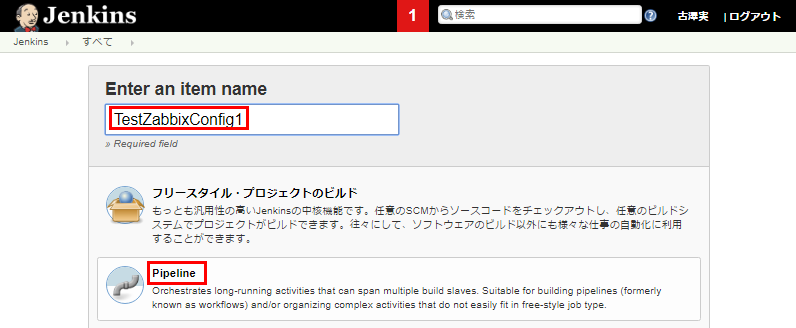 Jenkins
1
検索
?
古澤実
| ログアウト
Jenkins
すべて
Enter an item name
TestZabbixConfig1
» Required field
フリースタイル・プロジェクトのビルド
もっとも汎用性の高いJenkinsの中核機能です。任意のSCMからソースコードをチェックアウトし、任意のビルドシ
ステムでプロジェクトがビルドできます。往々にして、ソフトウェアのビルド以外にも様々な仕事の自動化に利用
することができます。
Pipeline
Orchestrates long-running activities that can span multiple build slaves. Suitable for building pipelines (formerly
known as workflows) and/or organizing complex activities that do not easily fit in free-style job type.